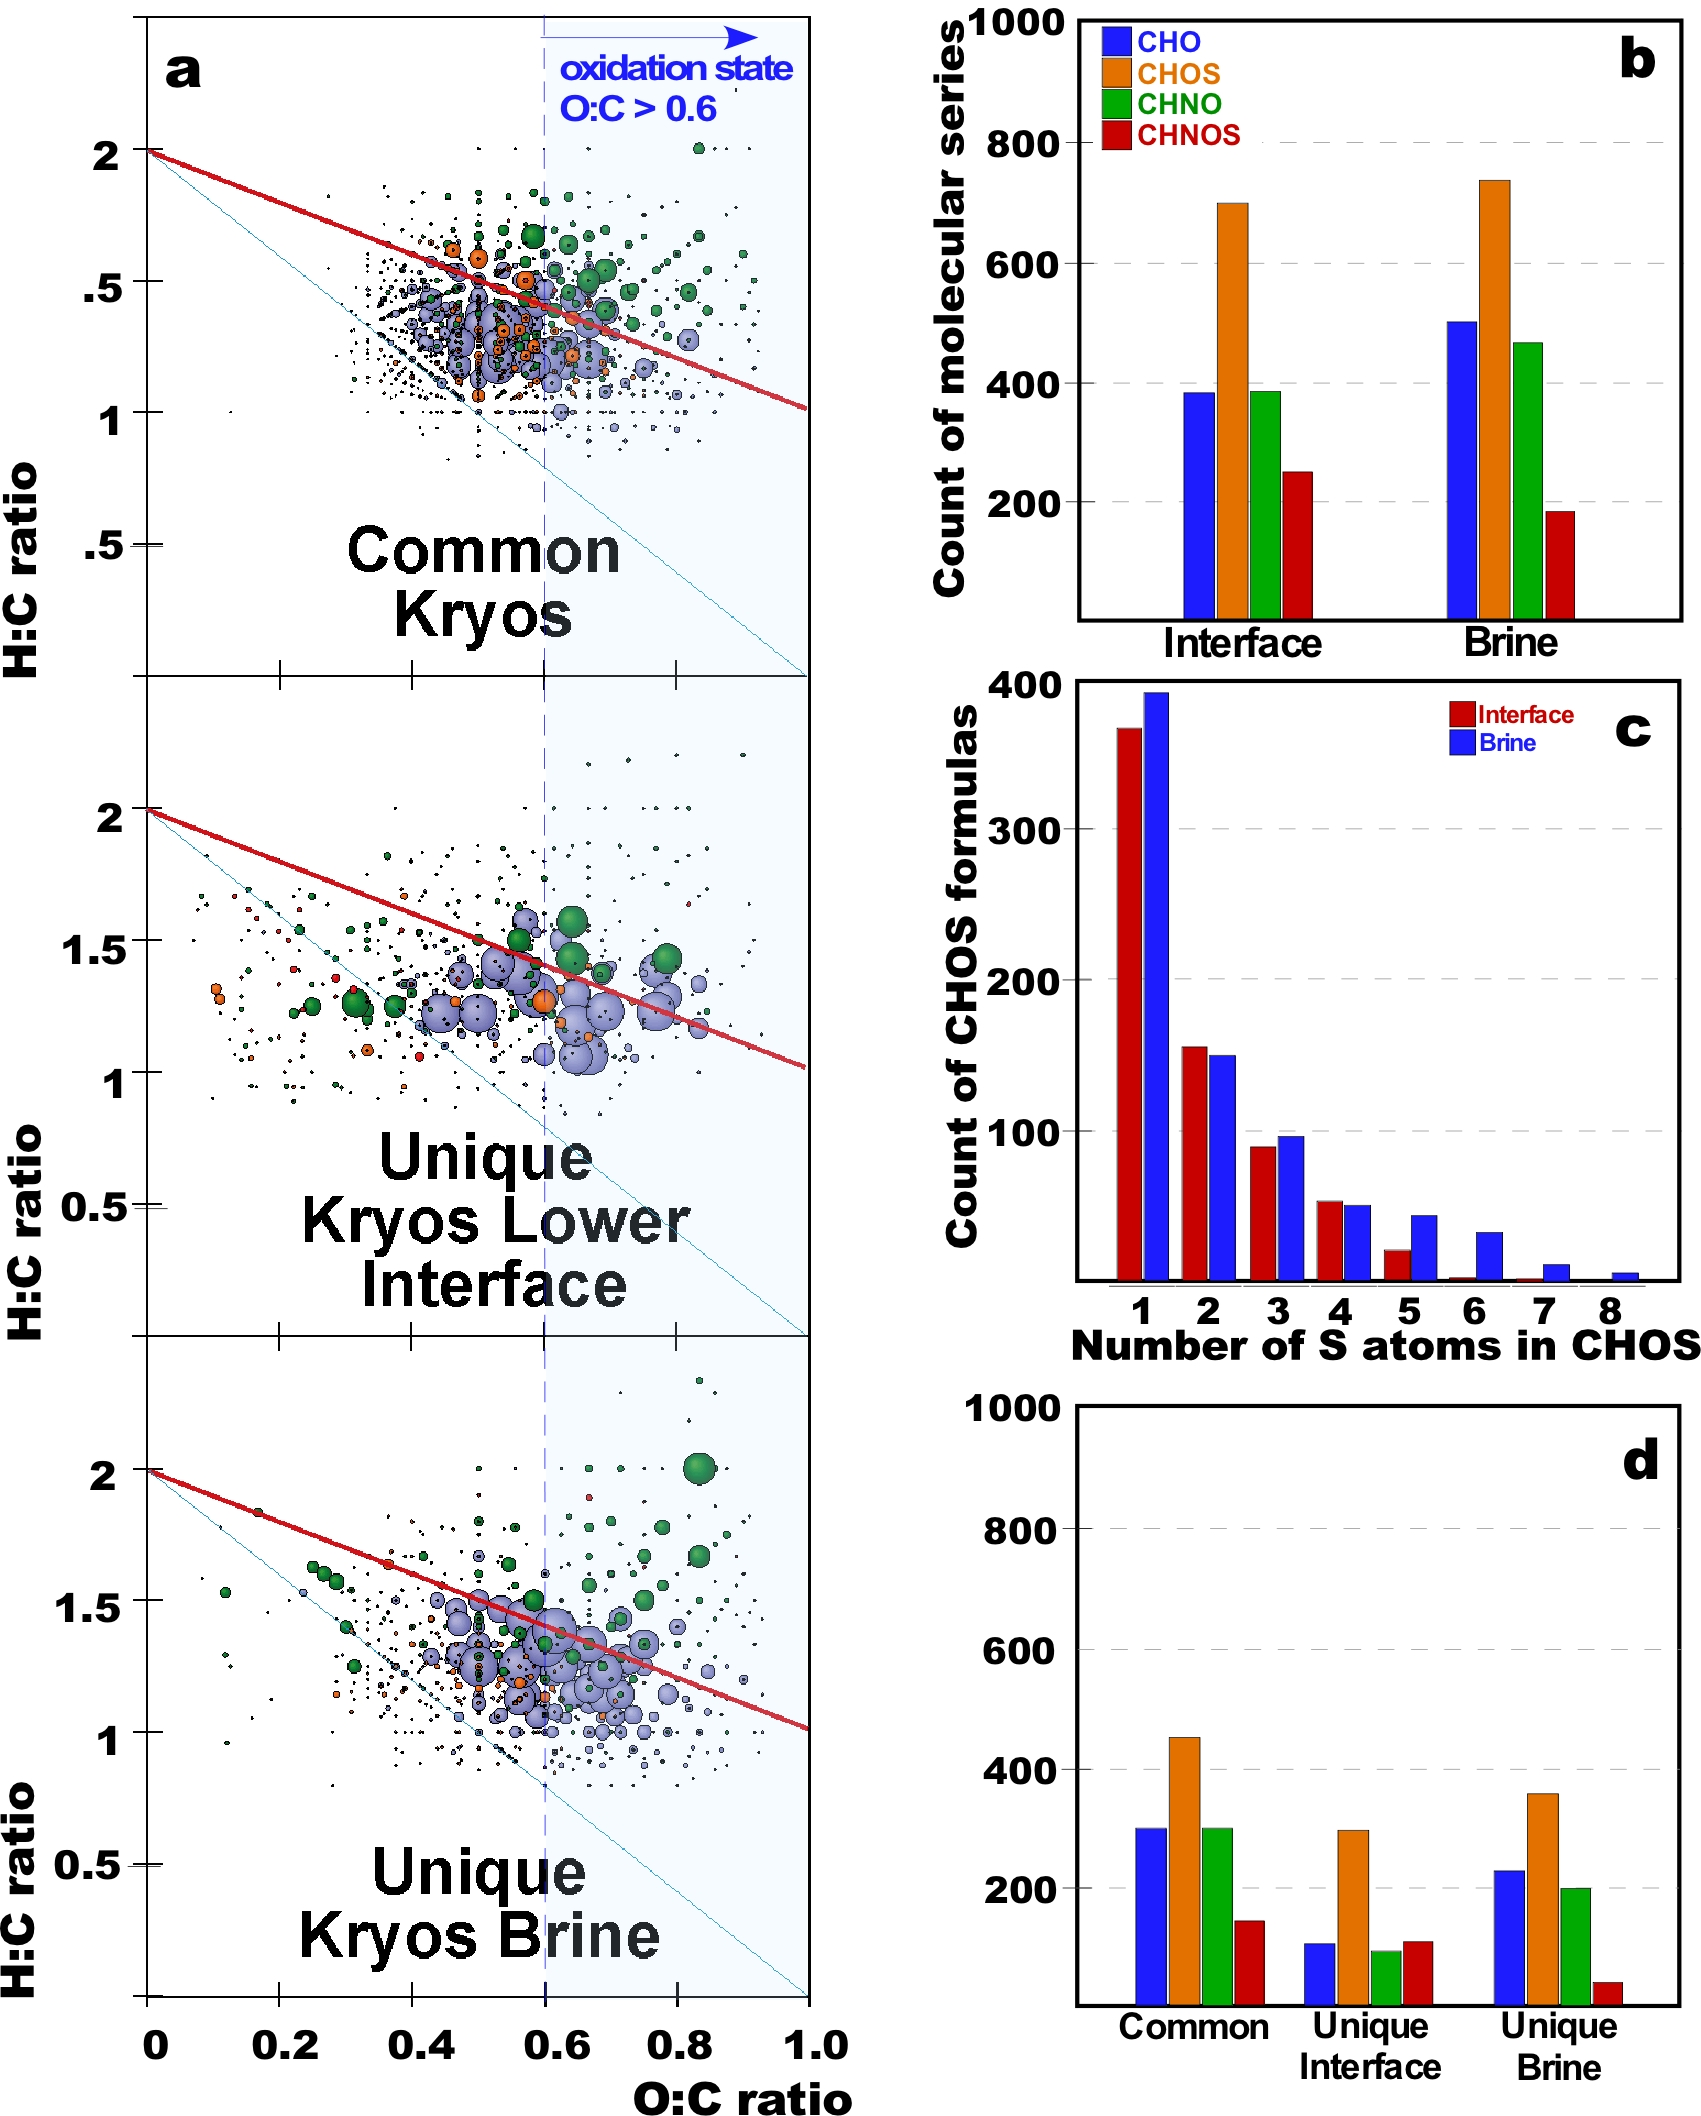 a
oxidation state
O:C > 0.6
2
.5
1
.5
H:C ratio
Common
Kryos
2
1.5
1
0.5
H:C ratio
Unique
Kryos Lower
Interface
2
1.5
1
0.5
H:C ratio
Unique
Kryos Brine
0 0.2 0.4 0.6 0.8 1.0
O:C ratio
b
CHO
CHOS
CHNO
CHNOS
1000
800
600
400
200
Count of molecular series
Interface Brine
c
Interface
Brine
400
300
200
100
Count of CHOS formulas
1 2 3 4 5 6 7 8
Number of S atoms in CHOS
d
1000
800
600
400
200
Common Unique Unique
Interface Brine